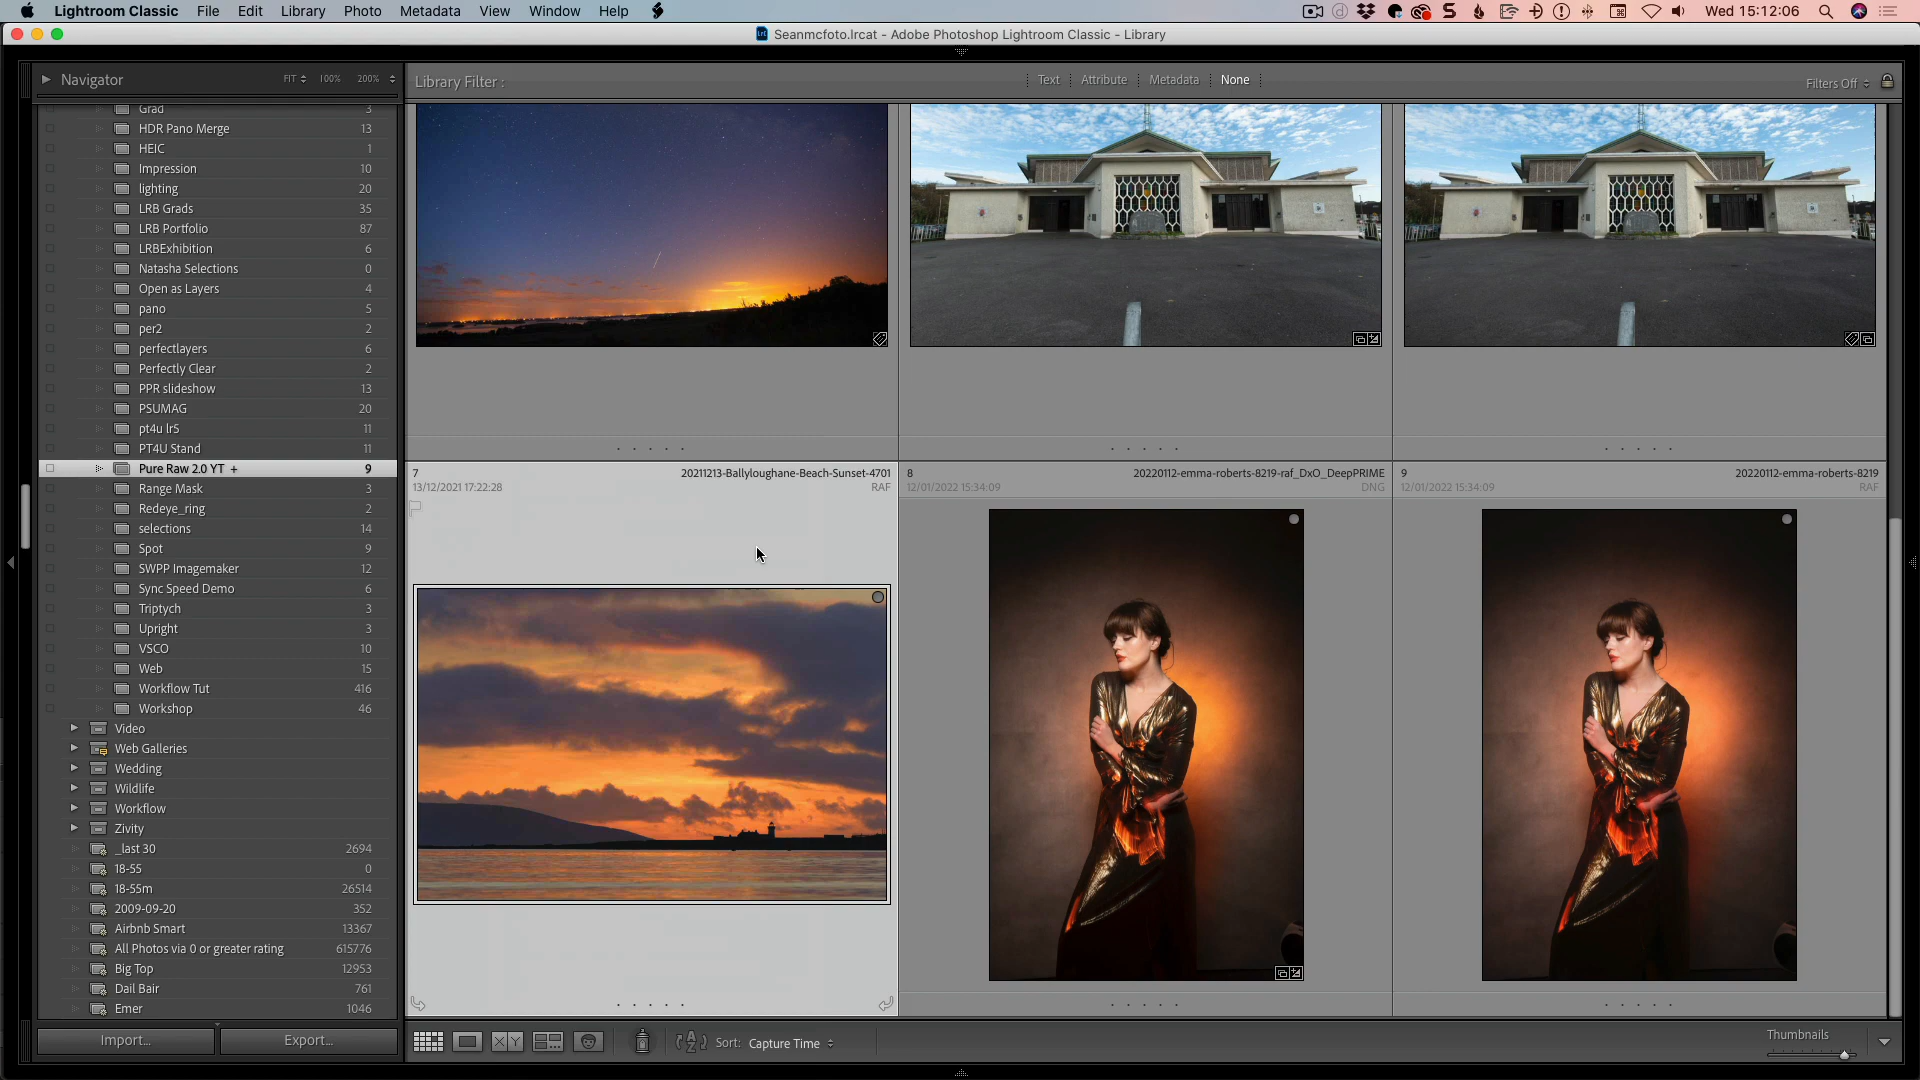 Lightroom Classic File Edit Library Photo Metadata View Window Help Wed 15:12:06
Seanmcfoto.lrcat - Adobe Photoshop Lightroom Classic - Library
Navigator FIT 100% 200%
Library Filter : Text Attribute Metadata None Filters Off
Grad 3
HDR Pano Merge 13
HEIC 1
Impression 10
lighting 20
LRB Grads 35
LRB Portfolio 87
LRBExhibition 6
Natasha Selections 0
Open as Layers 4
pano 5
per2 2
perfectlayers 6
Perfectly Clear 2
PPR slideshow 13
PSUMAG 20
pt4u lr5 11
PT4U Stand 11
Pure Raw 2.0 YT + 9
Range Mask 3
Redeye_ring 2
selections 14
Spot 9
SWPP Imagemaker 12
Sync Speed Demo 6
Triptych 3
Upright 3
VSCO 10
Web 15
Workflow Tut 416
Workshop 46
Video
Web Galleries
Wedding
Wildlife
Workflow
Zivity
_last 30 2694
18-55 0
18-55m 26514
2009-09-20 352
Airbnb Smart 13367
All Photos via 0 or greater rating 615776
Big Top 12953
Dail Bair 761
Emer 1046
Import... Export...
7 20211213-Ballyloughane-Beach-Sunset-4701
13/12/2021 17:22:28 RAF
8 20220112-emma-roberts-8219-raf_DxO_DeepPRIME
12/01/2022 15:34:09 DNG
9 20220112-emma-roberts-8219
12/01/2022 15:34:09 RAF
Sort: Capture Time
Thumbnails